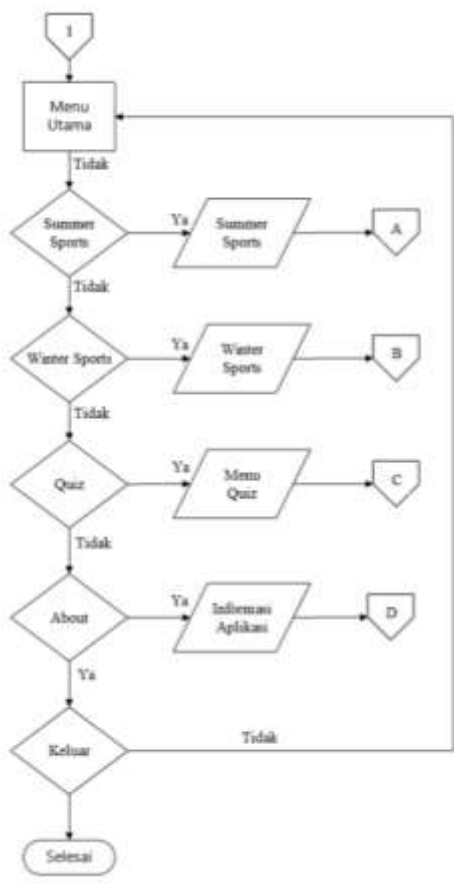 1
Menu
Utama
Tidak
Summer
Sports
Ya
Summer
Sports
A
Tidak
Winter Sports
Ya
Winter
Sports
B
Tidak
Quiz
Ya
Menu
Quiz
C
Tidak
About
Ya
Informasi
Aplikasi
D
Ya
Keluar
Tidak
Selesai